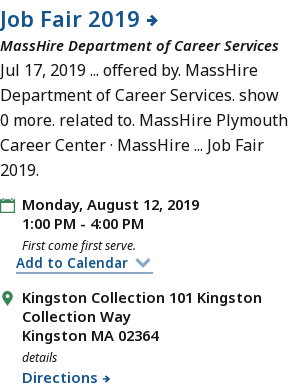 Job Fair 2019
MassHire Department of Career Services
Jul 17, 2019 ... offered by. MassHire
Department of Career Services. show
0 more. related to. MassHire Plymouth
Career Center · MassHire ... Job Fair
2019.
Monday, August 12, 2019
1:00 PM - 4:00 PM
First come first serve.
Add to Calendar
Kingston Collection 101 Kingston
Collection Way
Kingston MA 02364
details
Directions